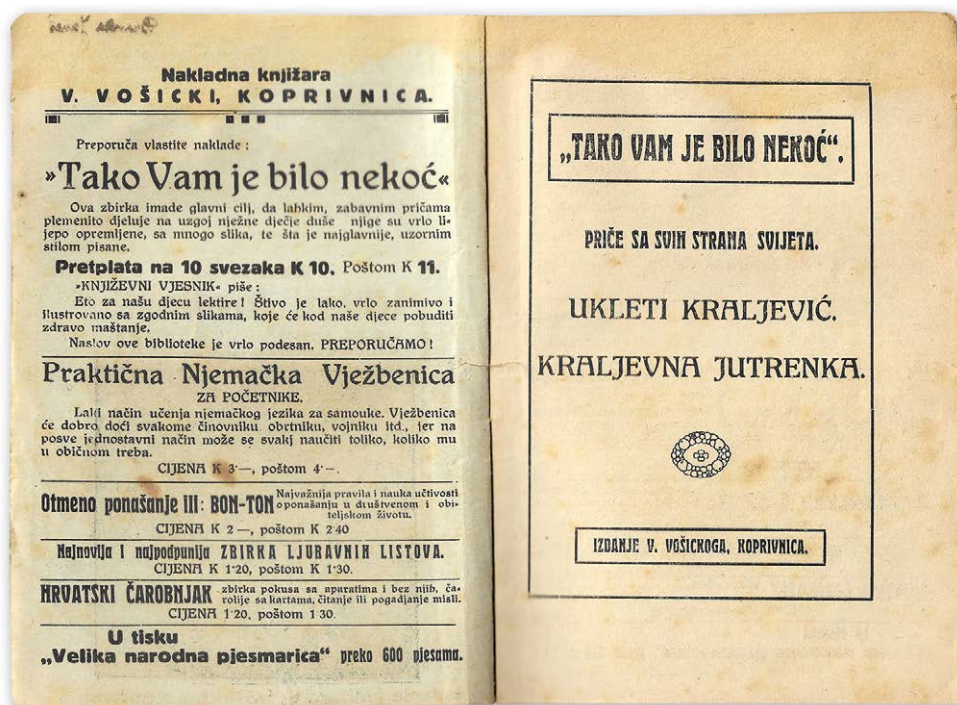 Nakladna knjižara
V. VOŠICKI, KOPRIVNICA.
Preporuča vlastite naklade :
»Tako Vam je bilo nekoć«
Ova zbirka imade glavni cilj, da lahkim, zabavnim pričama
plemenito djeluje na uzgoj nježne dječje duše njige su vrlo li-
jepo opremljene, sa mnogo slika, te šta je najglavnije, uzornim
stilom pisane.
Pretplata na 10 svezaka K 10. Poštom K 11.
»KNJIŽEVNI VJESNIK« piše :
Eto za našu djecu lektire! Štivo je lako, vrlo zanimivo i
ilustrovano sa zgodnim slikama, koje će kod naše djece pobuditi
zdravo maštanje.
Naslov ove biblioteke je vrlo podesan. PREPORUČAMO!
Praktična Njemačka Vježbenica
ZA POČETNIKE.
Laki način učenja njemačkog jezika za samouke. Vježbenica
će dobro doći svakome činovniku obrtniku, vojniku itd., jer na
posve jednostavni način može se svaki naučiti toliko, koliko mu
u običnom treba.
CIJENA K 3·—, poštom 4·—.
Otmeno ponašanje ili: BON-TON Najvažnija pravila i nauka učtivosti
o ponašanju u društvenom i obi-
teljskom životu.
CIJENA K 2—, poštom K 2·40
Najnovija i najpodpunija ZBIRKA LJUBAVNIH LISTOVA.
CIJENA K 1·20, poštom K 1·30.
HRVATSKI ČAROBNJAK zbirka pokusa sa aparatima i bez njih, ča-
rolije sa kartama, čitanje ili pogadjanje misli.
CIJENA 1·20, poštom 1 30.
U tisku
„Velika narodna pjesmarica“ preko 600 pjesama.
„TAKO VAM JE BILO NEKOĆ“.
PRIČE SA SVIH STRANA SVIJETA.
UKLETI KRALJEVIĆ.
KRALJEVNA JUTRENKA.
IZDANJE V. VOŠICKOGA, KOPRIVNICA.